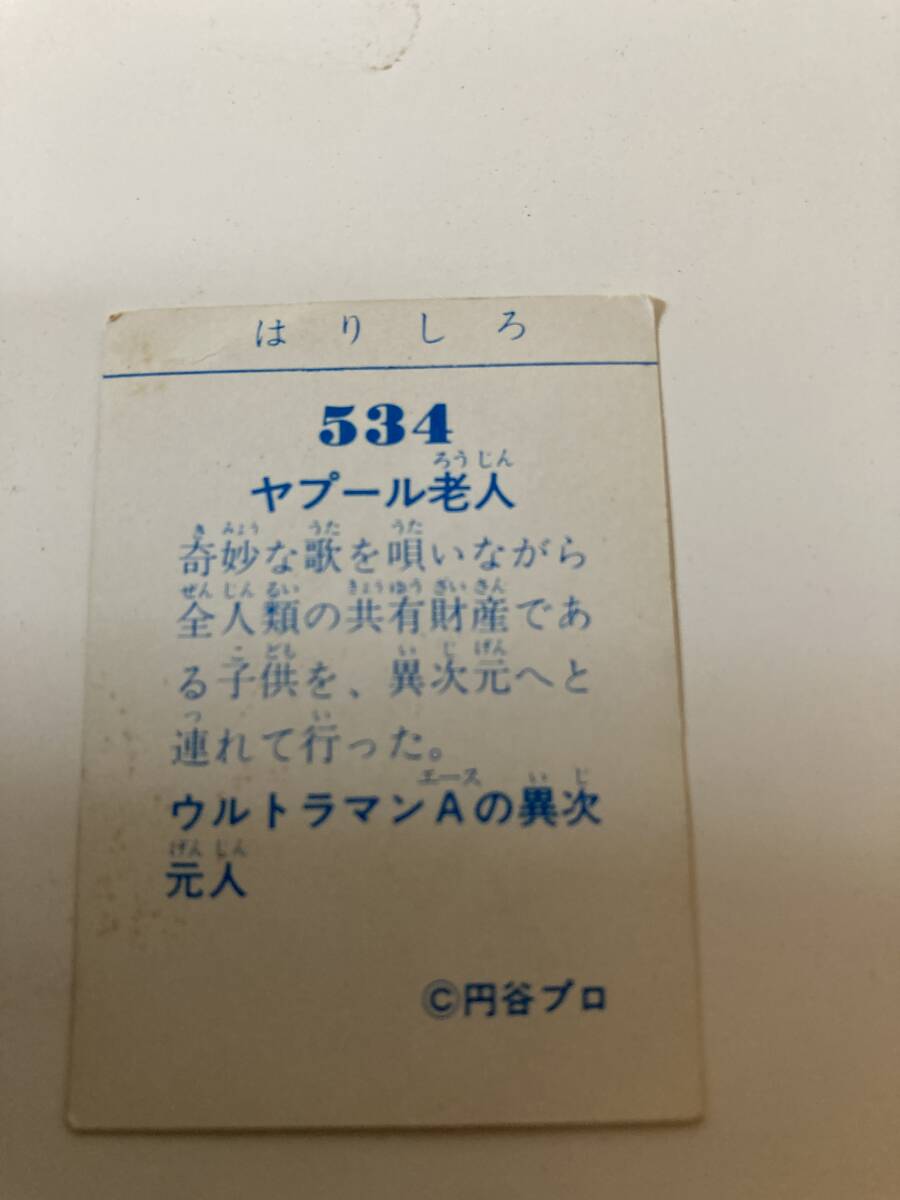 はりしろ
534
ヤプール老人
奇妙な歌を唄いながら
全人類の共有財産であ
る子供を、異次元へと
連れて行った。
ウルトラマンAの異次
元人
©円谷プロ